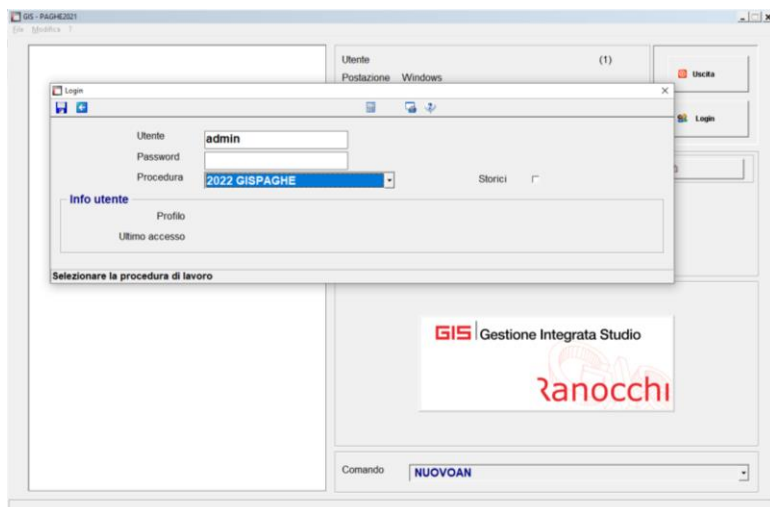 GIS - PAGHE2021
File Modifica ?
Utente (1)
Postazione Windows
Uscita
Login
Login
Utente admin
Password
Procedura 2022 GISPAGHE
Storici
Info utente
Profilo
Ultimo accesso
Selezionare la procedura di lavoro
GIS Gestione Integrata Studio
Ranocchi
Comando NUOVOAN